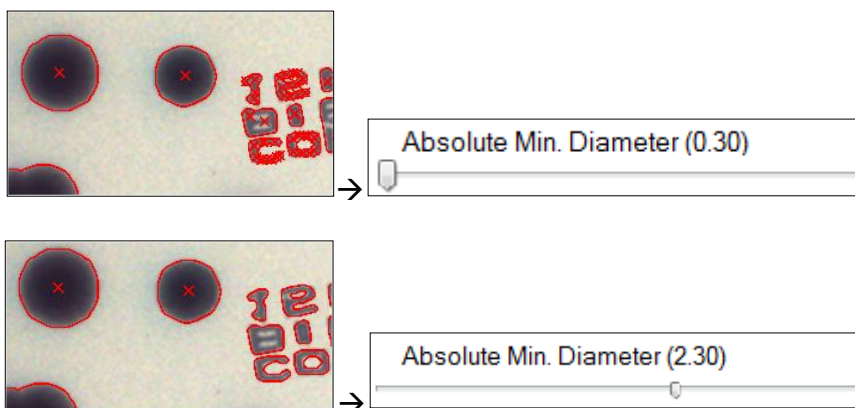 Absolute Min. Diameter (0.30)
Absolute Min. Diameter (2.30)